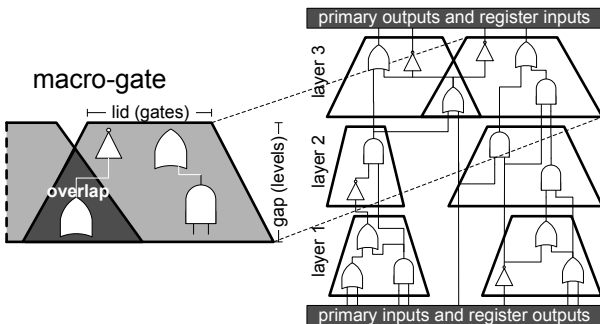 primary outputs and register inputs
macro-gate
lid (gates)
overlap
gap (levels)
layer 3
layer 2
layer 1
primary inputs and register outputs